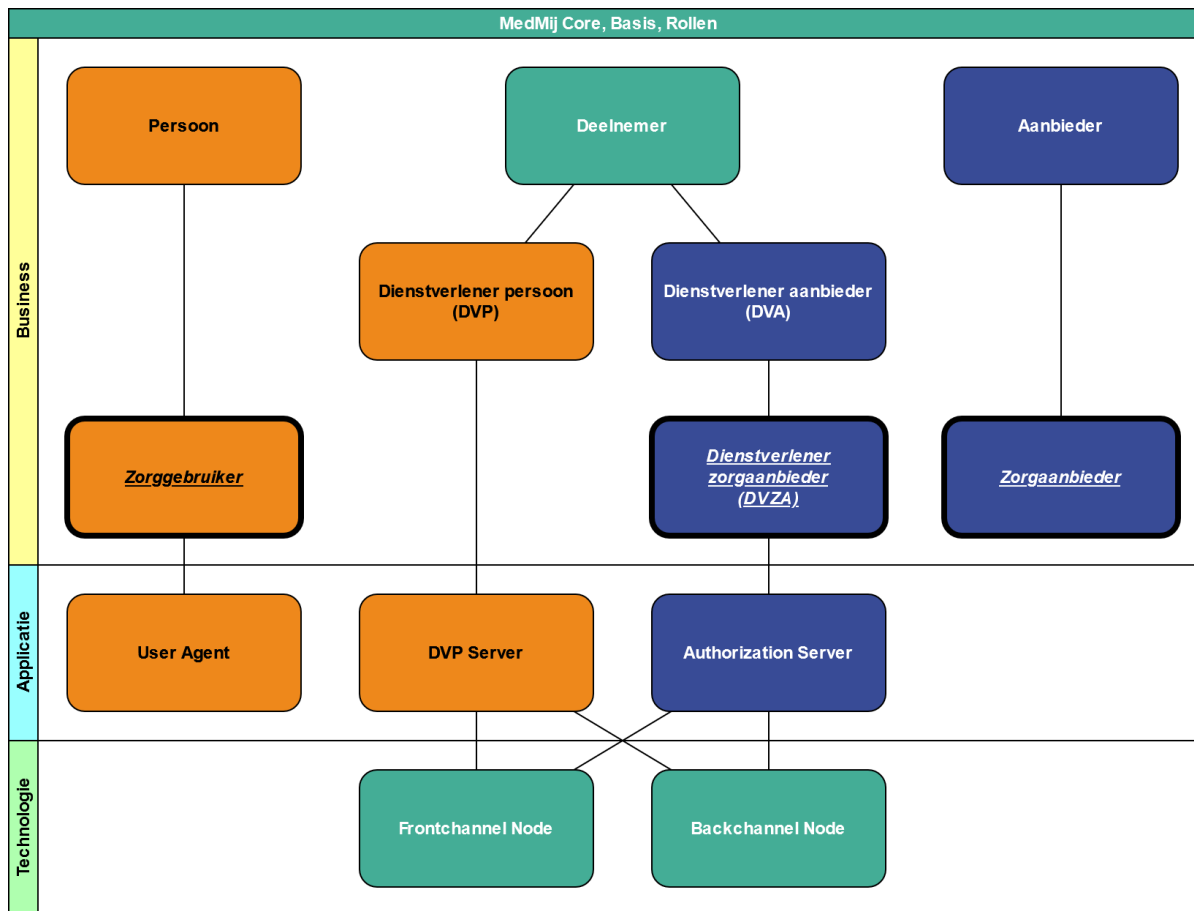 MedMij Core, Basis, Rollen
Business
Persoon
Deelnemer
Aanbieder
Dienstverlener persoon
(DVP)
Dienstverlener aanbieder
(DVA)
Zorggebruiker
Dienstverlener
zorgaanbieder
(DVZA)
Zorgaanbieder
Applicatie
User Agent
DVP Server
Authorization Server
Technologie
Frontchannel Node
Backchannel Node